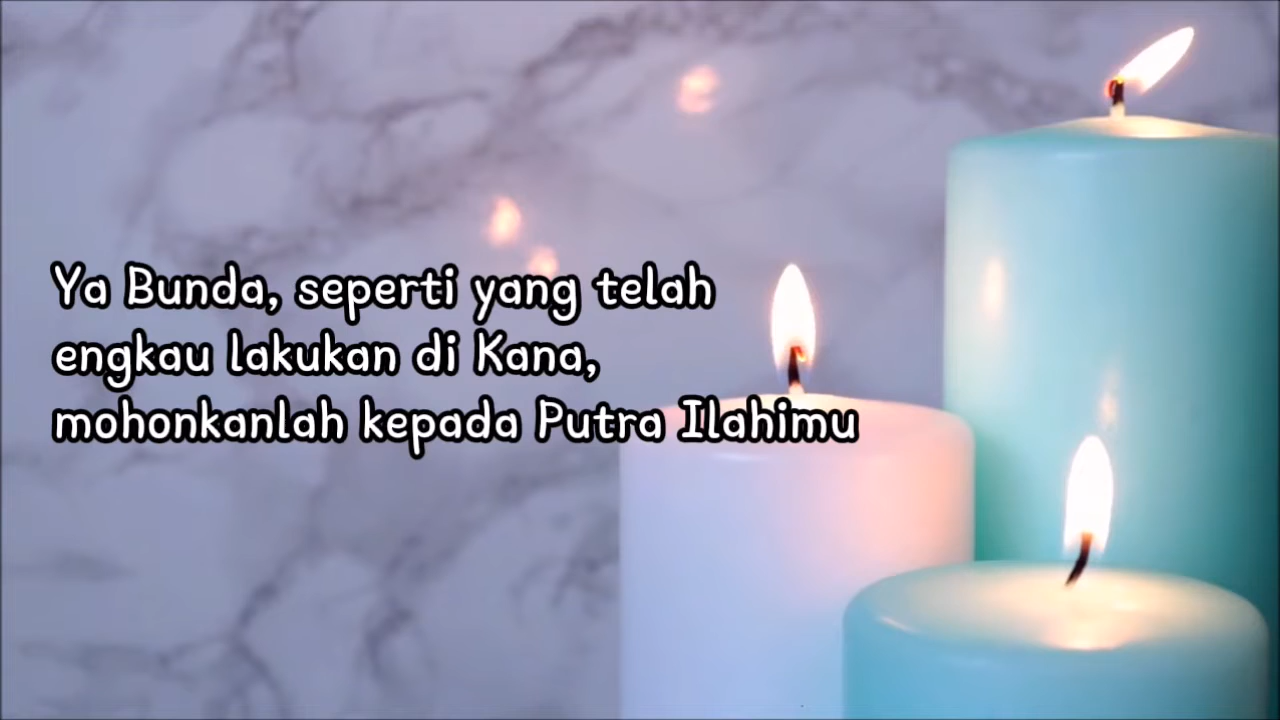 Ya Bunda, seperti yang telah
engkau lakukan di Kana,
mohonkanlah kepada Putra Ilahimu